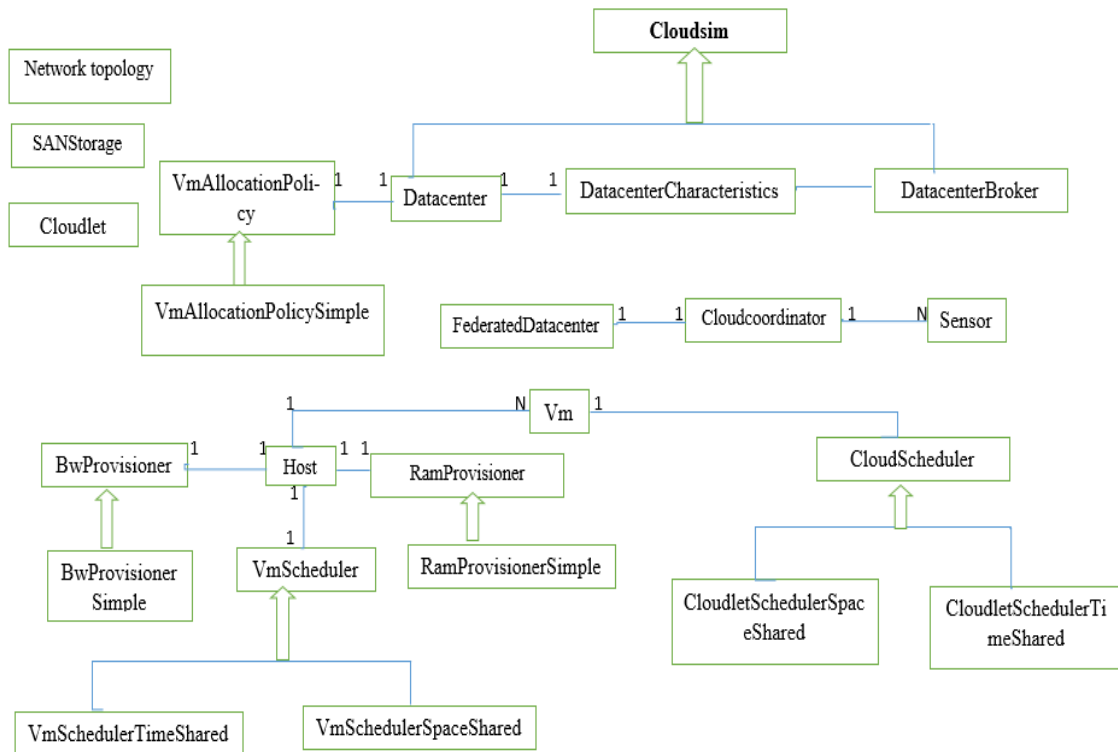 Cloudsim
Network topology
SANStorage
Cloudlet
VmAllocationPoli-
cy
1
1
Datacenter
1
1
DatacenterCharacteristics
DatacenterBroker
VmAllocationPolicySimple
FederatedDatacenter
1
1
Cloudcoordinator
1
N
Sensor
1
N
Vm
1
BwProvisioner
1
1
Host
1
1
RamProvisioner
CloudScheduler
1
1
BwProvisioner
Simple
VmScheduler
RamProvisionerSimple
CloudletSchedulerSpac
eShared
CloudletSchedulerTi
meShared
VmSchedulerTimeShared
VmSchedulerSpaceShared